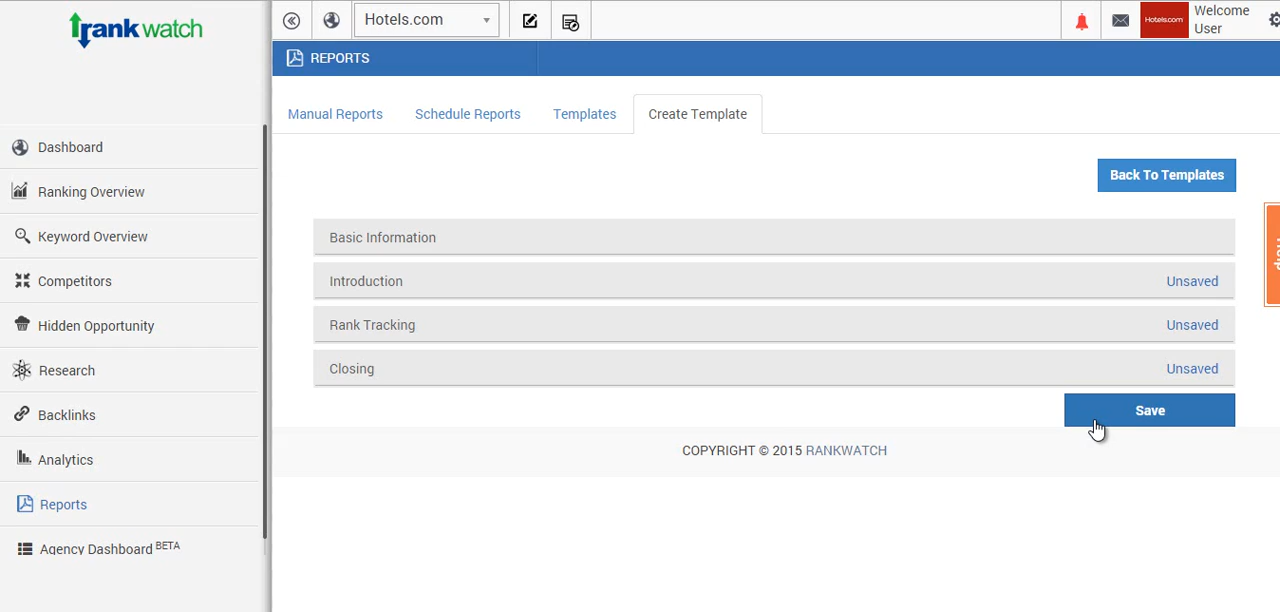 rankwatch
Hotels.com
Hotels.com
Welcome
User
REPORTS
Manual Reports
Schedule Reports
Templates
Create Template
Dashboard
Ranking Overview
Keyword Overview
Competitors
Hidden Opportunity
Research
Backlinks
Analytics
Reports
Agency Dashboard BETA
Back To Templates
Basic Information
Introduction Unsaved
Rank Tracking Unsaved
Closing Unsaved
Save
COPYRIGHT © 2015 RANKWATCH